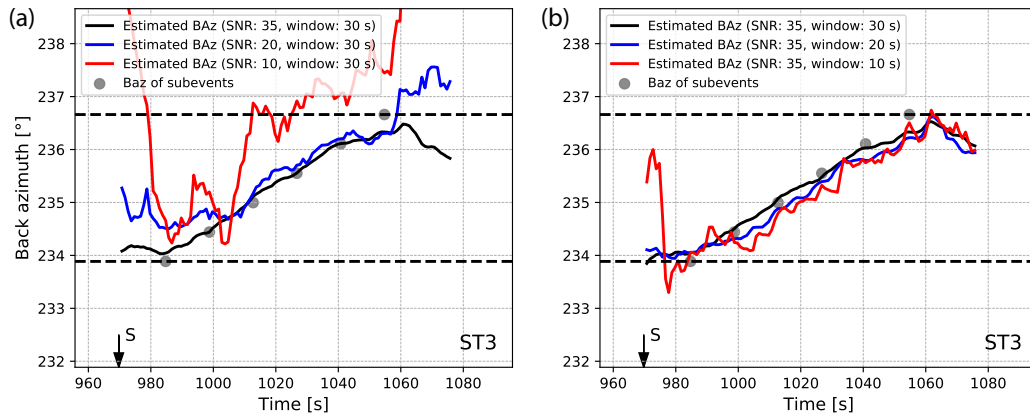 (a)
Estimated BAz (SNR: 35, window: 30 s)
Estimated BAz (SNR: 20, window: 30 s)
Estimated BAz (SNR: 10, window: 30 s)
Baz of subevents
238
237
236
235
234
233
232
Back azimuth [°]
S
ST3
960 980 1000 1020 1040 1060 1080
Time [s]
(b)
Estimated BAz (SNR: 35, window: 30 s)
Estimated BAz (SNR: 35, window: 20 s)
Estimated BAz (SNR: 35, window: 10 s)
Baz of subevents
238
237
236
235
234
233
232
S
ST3
960 980 1000 1020 1040 1060 1080
Time [s]